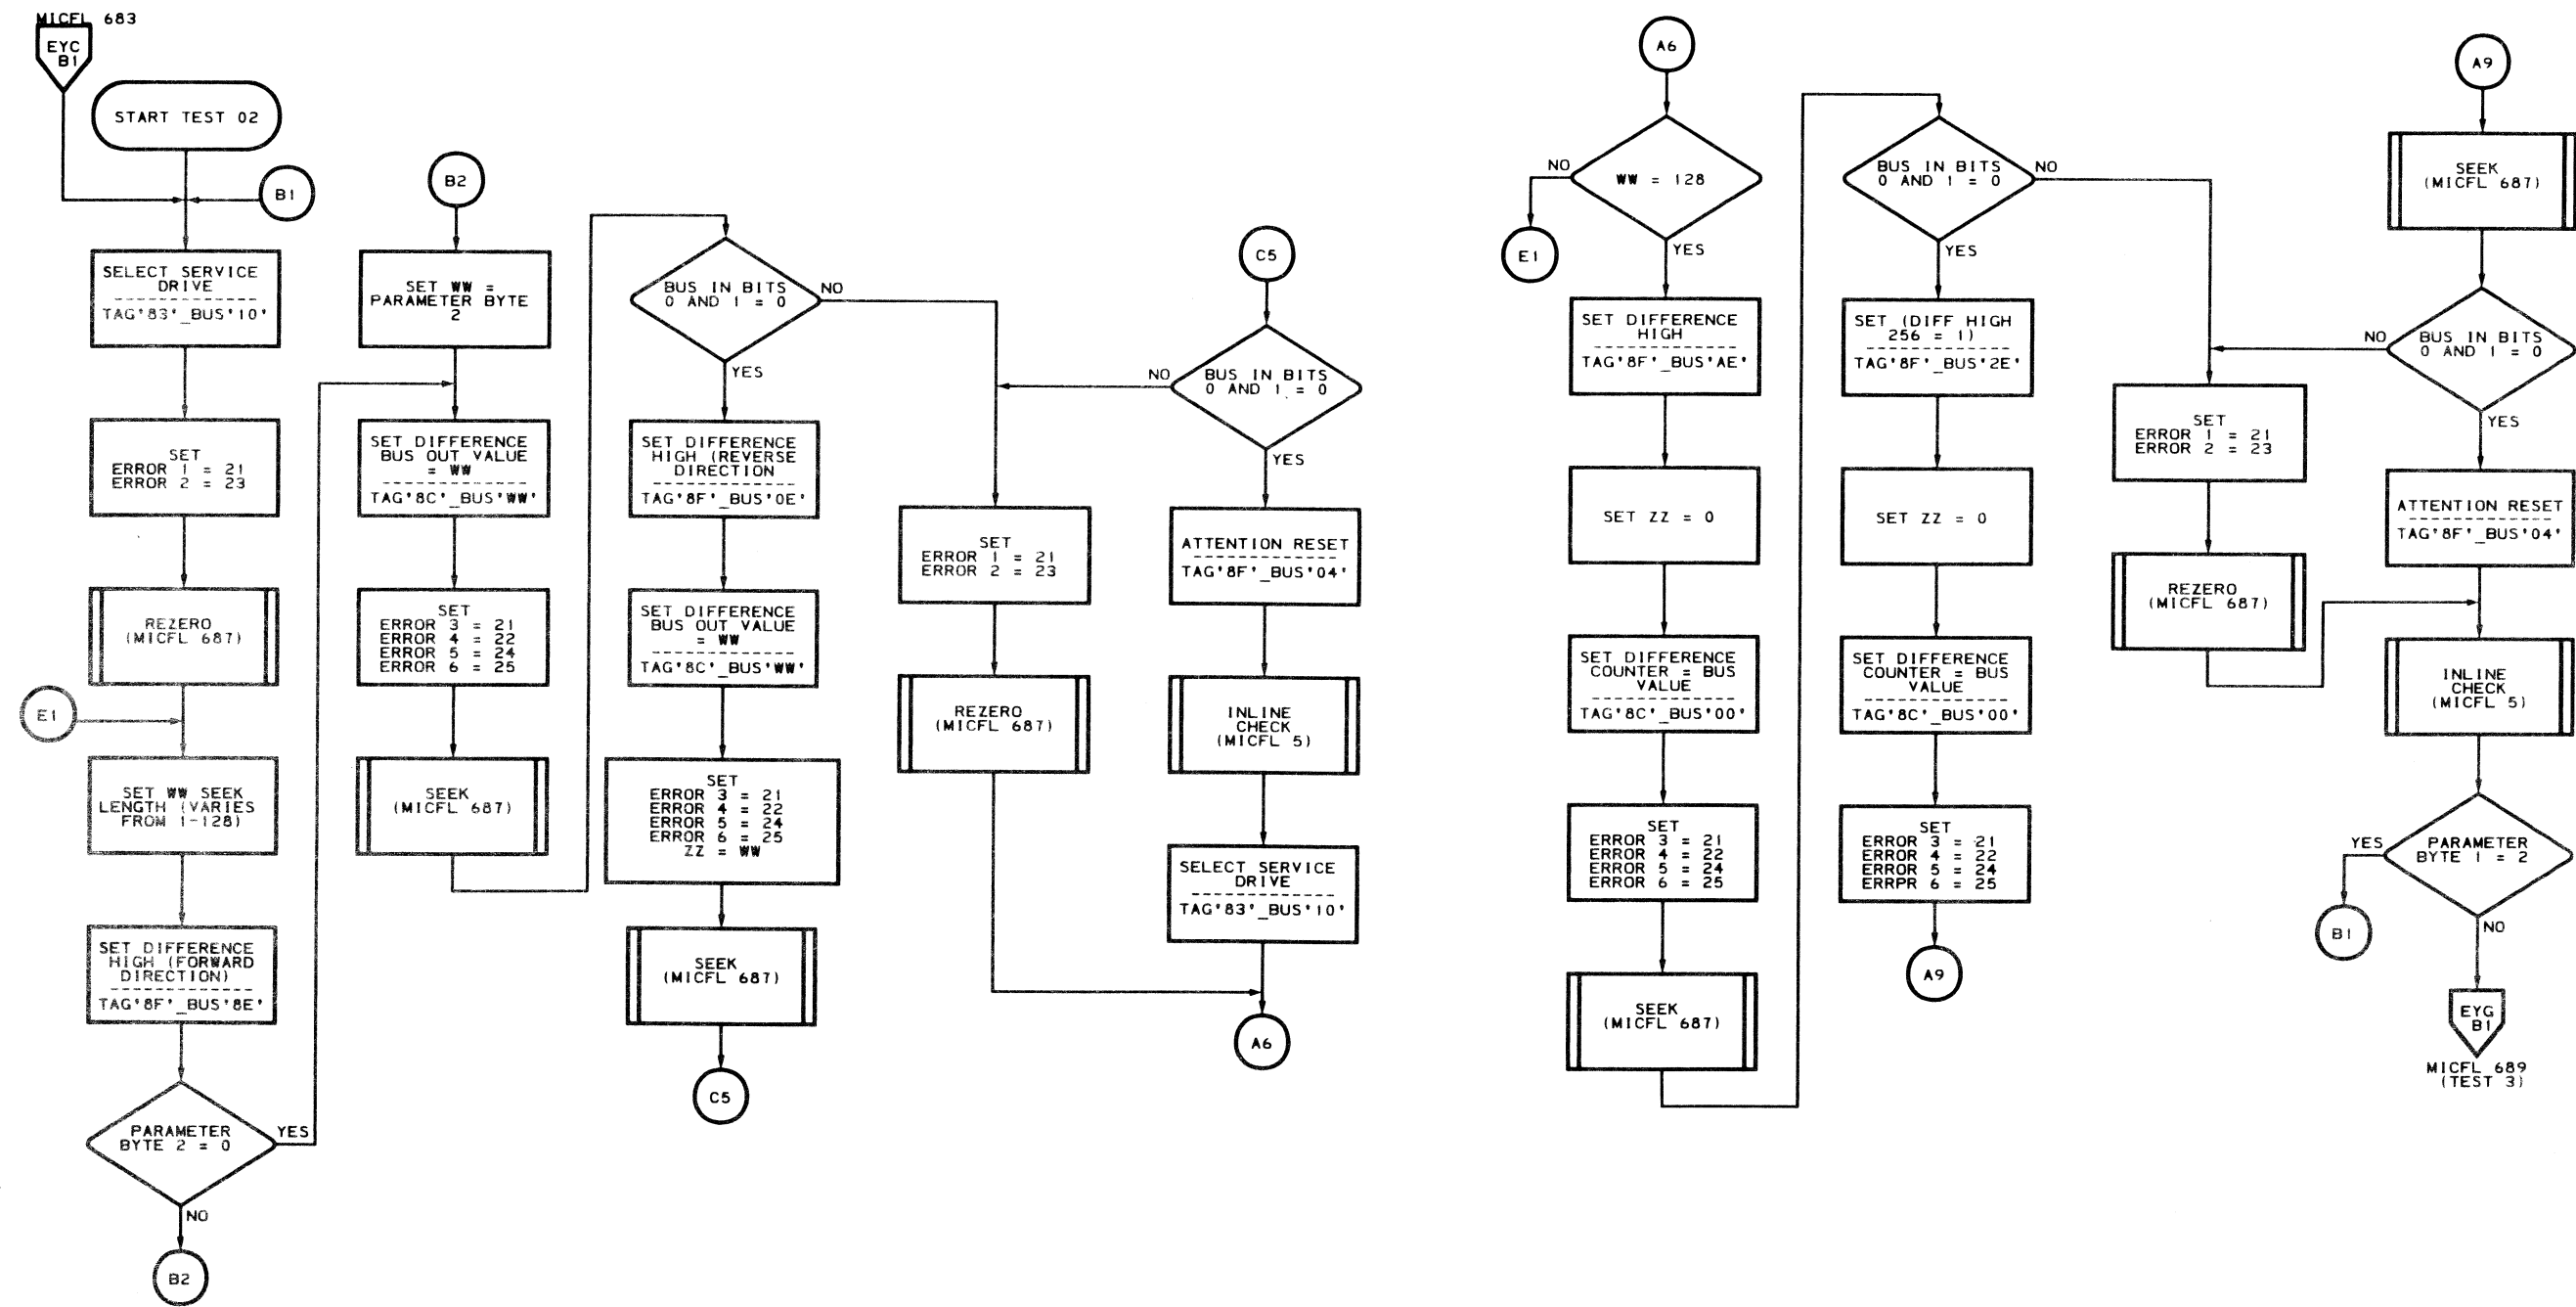 MICFL 683
EYC
B1
START TEST 02
B1
SELECT SERVICE
DRIVE
--------------
TAG'83'_BUS'10'
SET
ERROR 1 = 21
ERROR 2 = 23
REZERO
(MICFL 687)
E1
SET WW SEEK
LENGTH (VARIES
FROM 1-128)
SET DIFFERENCE
HIGH (FORWARD
DIRECTION)
--------------
TAG'8F'_BUS'8E'
PARAMETER
BYTE 2 = 0
YES
NO
B2
B2
SET WW =
PARAMETER BYTE
2
SET DIFFERENCE
BUS OUT VALUE
= WW
--------------
TAG'8C'_BUS'WW'
SET
ERROR 3 = 21
ERROR 4 = 22
ERROR 5 = 24
ERROR 6 = 25
SEEK
(MICFL 687)
BUS IN BITS
0 AND 1 = 0
NO
YES
SET DIFFERENCE
HIGH (REVERSE
DIRECTION
--------------
TAG'8F'_BUS'0E'
SET DIFFERENCE
BUS OUT VALUE
= WW
--------------
TAG'8C'_BUS'WW'
SET
ERROR 3 = 21
ERROR 4 = 22
ERROR 5 = 24
ERROR 6 = 25
ZZ = WW
SEEK
(MICFL 687)
C5
SET
ERROR 1 = 21
ERROR 2 = 23
REZERO
(MICFL 687)
C5
BUS IN BITS
0 AND 1 = 0
NO
YES
ATTENTION RESET
--------------
TAG'8F'_BUS'04'
INLINE
CHECK
(MICFL 5)
SELECT SERVICE
DRIVE
--------------
TAG'83'_BUS'10'
A6
A6
WW = 128
NO
E1
YES
SET DIFFERENCE
HIGH
--------------
TAG'8F'_BUS'AE'
SET ZZ = 0
SET DIFFERENCE
COUNTER = BUS
VALUE
--------------
TAG'8C'_BUS'00'
SET
ERROR 3 = 21
ERROR 4 = 22
ERROR 5 = 24
ERROR 6 = 25
SEEK
(MICFL 687)
BUS IN BITS
0 AND 1 = 0
NO
YES
SET (DIFF HIGH
256 = 1)
--------------
TAG'8F'_BUS'2E'
SET ZZ = 0
SET DIFFERENCE
COUNTER = BUS
VALUE
--------------
TAG'8C'_BUS'00'
SET
ERROR 3 = 21
ERROR 4 = 22
ERROR 5 = 24
ERRPR 6 = 25
A9
SET
ERROR 1 = 21
ERROR 2 = 23
REZERO
(MICFL 687)
A9
SEEK
(MICFL 687)
BUS IN BITS
0 AND 1 = 0
NO
YES
ATTENTION RESET
--------------
TAG'8F'_BUS'04'
INLINE
CHECK
(MICFL 5)
PARAMETER
BYTE 1 = 2
YES
B1
NO
EYG
B1
MICFL 689
(TEST 3)